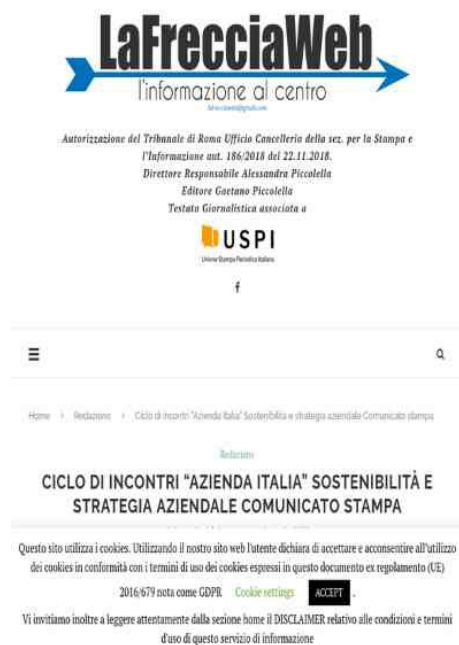 LaFrecciaWeb
l'informazione al centro
Autorizzazione del Tribunale di Roma Ufficio Cancelleria della sez. per la Stampa e
l'Informazione aut. 186/2018 del 22.11.2018.
Direttore Responsabile Alessandra Piccolella
Editore Gaetano Piccolella
Testata Giornalistica associata a
USPI
Unione Stampa Periodica Italiana
f
Home > Redazione > Ciclo di incontri "Azienda Italia" Sostenibilità e strategia aziendale Comunicato stampa
Redazione
CICLO DI INCONTRI “AZIENDA ITALIA” SOSTENIBILITÀ E
STRATEGIA AZIENDALE COMUNICATO STAMPA
Questo sito utilizza i cookies. Utilizzando il nostro sito web l'utente dichiara di accettare e acconsentire all'utilizzo
dei cookies in conformità con i termini di uso dei cookies espressi in questo documento ex regolamento (UE)
2016/679 nota come GDPR Cookie settings ACCEPT .
Vi invitiamo inoltre a leggere attentamente dalla sezione home il DISCLAIMER relativo alle condizioni e termini
d'uso di questo servizio di informazione